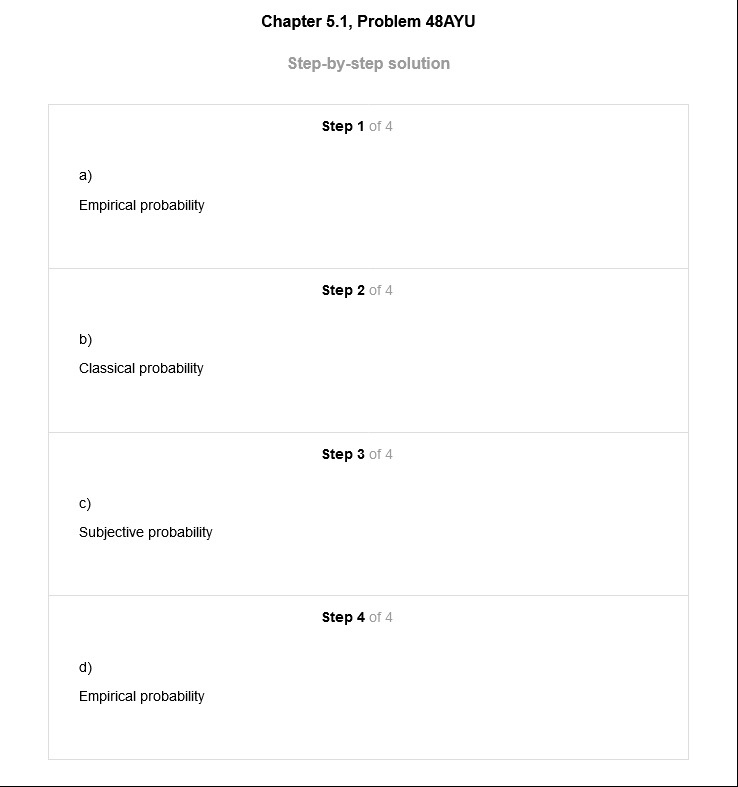 Chapter 5.1, Problem 48AYU
Step-by-step solution
Step 1 of 4
a)
Empirical probability
Step 2 of 4
b)
Classical probability
Step 3 of 4
c)
Subjective probability
Step 4 of 4
d)
Empirical probability